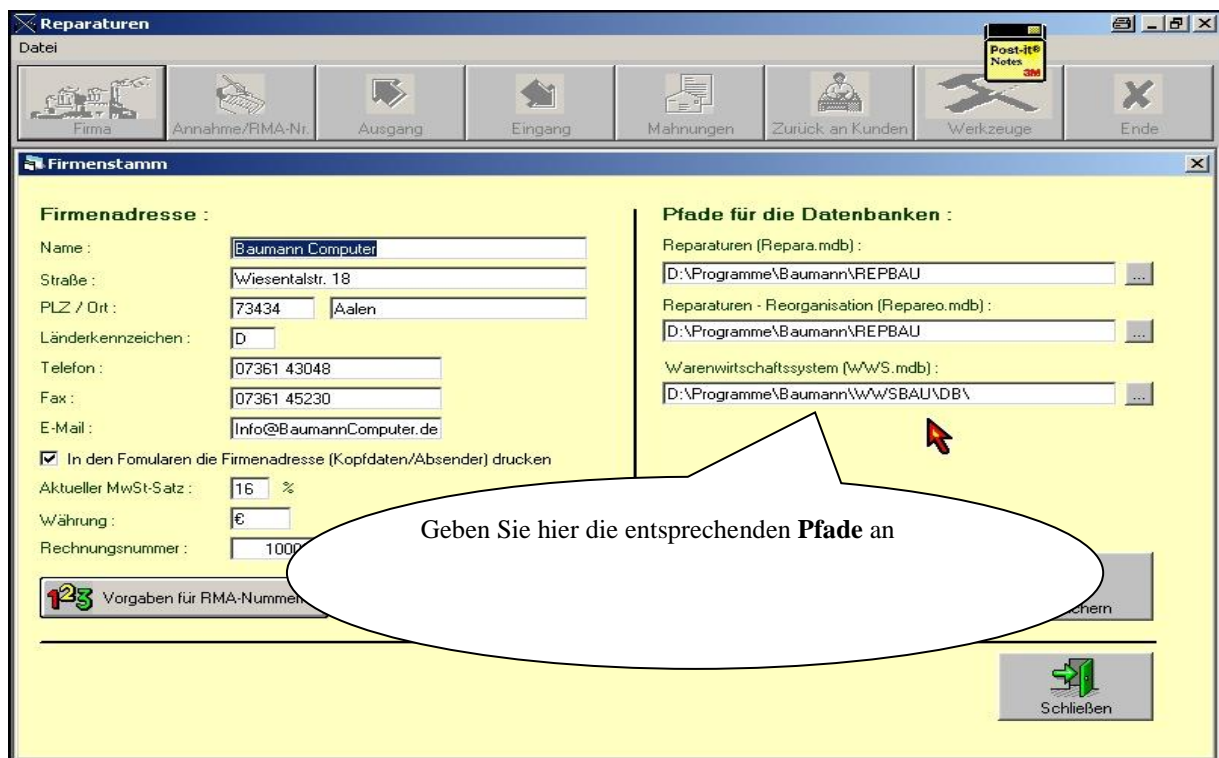 Reparaturen
Datei
Post-it®
Notes
3M
Firma
Annahme/RMA-Nr.
Ausgang
Eingang
Mahnungen
Zurück an Kunden
Werkzeuge
Ende
Firmenstamm
Firmenadresse :
Name :
Baumann Computer
Straße :
Wiesentalstr. 18
PLZ / Ort :
73434
Aalen
Länderkennzeichen :
D
Telefon :
07361 43048
Fax :
07361 45230
E-Mail :
Info@BaumannComputer.de
In den Fomularen die Firmenadresse (Kopfdaten/Absender) drucken
Aktueller MwSt-Satz :
16 %
Währung :
€
Rechnungsnummer :
1000
123 Vorgaben für RMA-Nummern
Pfade für die Datenbanken :
Reparaturen (Repara.mdb) :
D:\Programme\Baumann\REPBAU
...
Reparaturen - Reorganisation (Repareo.mdb) :
D:\Programme\Baumann\REPBAU
...
Warenwirtschaftssystem (WWS.mdb) :
D:\Programme\Baumann\WWSBAU\DB\
...
Geben Sie hier die entsprechenden Pfade an
chern
Schließen